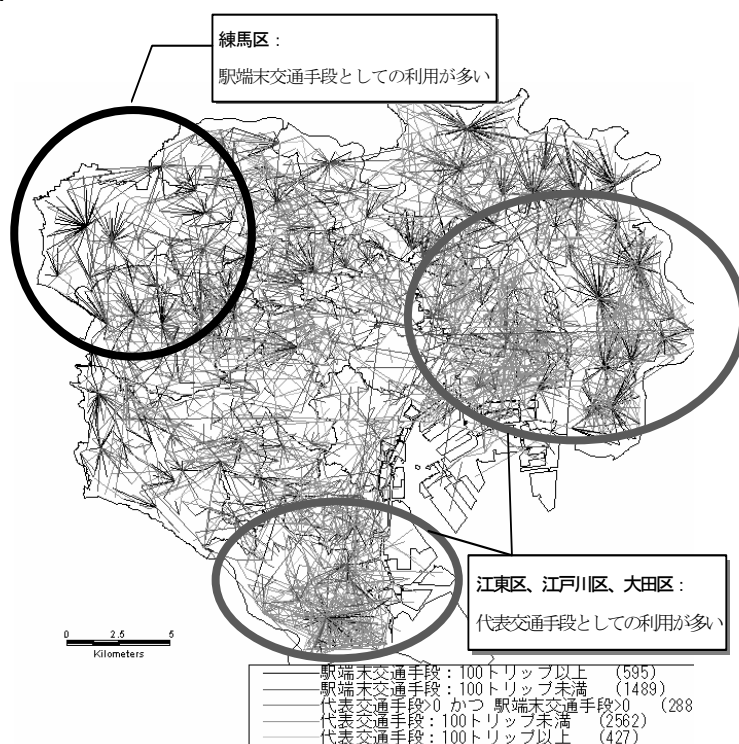 練馬区：
駅端末交通手段としての利用が多い
江東区、江戸川区、大田区：
代表交通手段としての利用が多い
0 2.5 5
Kilometers
駅端末交通手段：100トリップ以上 (595)
駅端末交通手段：100トリップ未満 (1489)
代表交通手段>0 かつ 駅端末交通手段>0 (288
代表交通手段：100トリップ未満 (2562)
代表交通手段：100トリップ以上 (427)